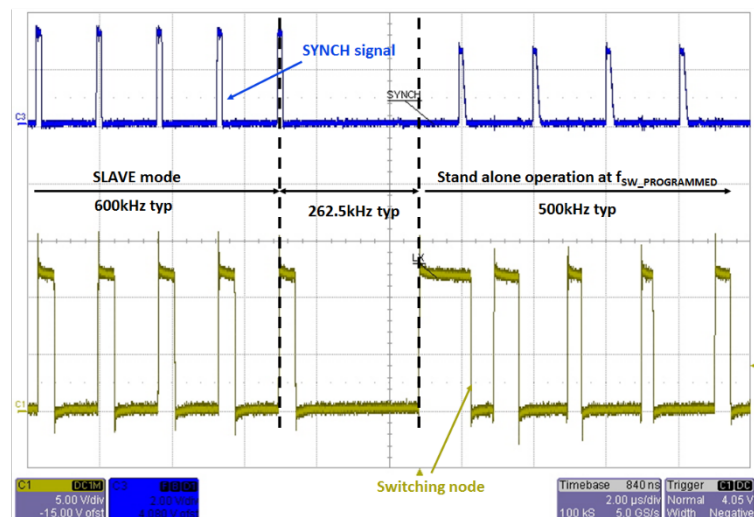 SYNCH signal
SYNCH
C3
SLAVE mode
Stand alone operation at fSW_PROGRAMMED
600kHz typ
262.5kHz typ
500kHz typ
LX
C1
Switching node
C1 DC1M
5.00 V/div
-15.00 V ofst
C3
2.00 V/div
Timebase 840 ns
2.00 µs/div
100 kS 5.0 GS/s
Trigger C1 DC
Normal 4.05 V
Width Negative